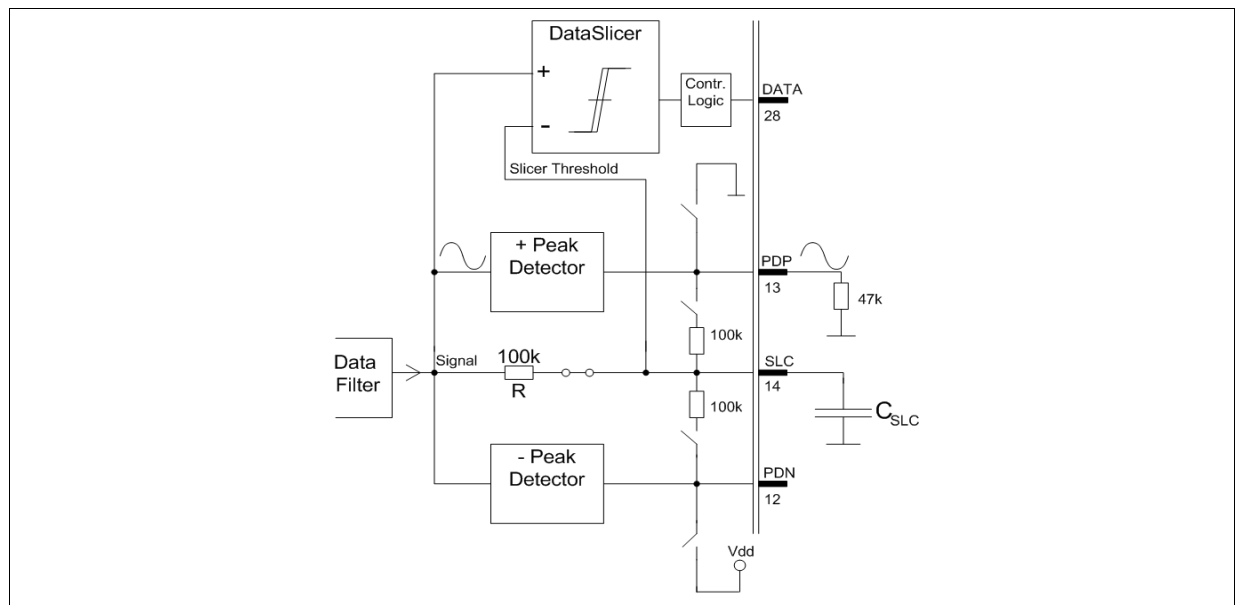 DataSlicer
+
-
Contr.
Logic
DATA
28
Slicer Threshold
+ Peak
Detector
PDP
13
47k
100k
Data
Filter
Signal
100k
R
SLC
14
100k
CSLC
- Peak
Detector
PDN
12
Vdd